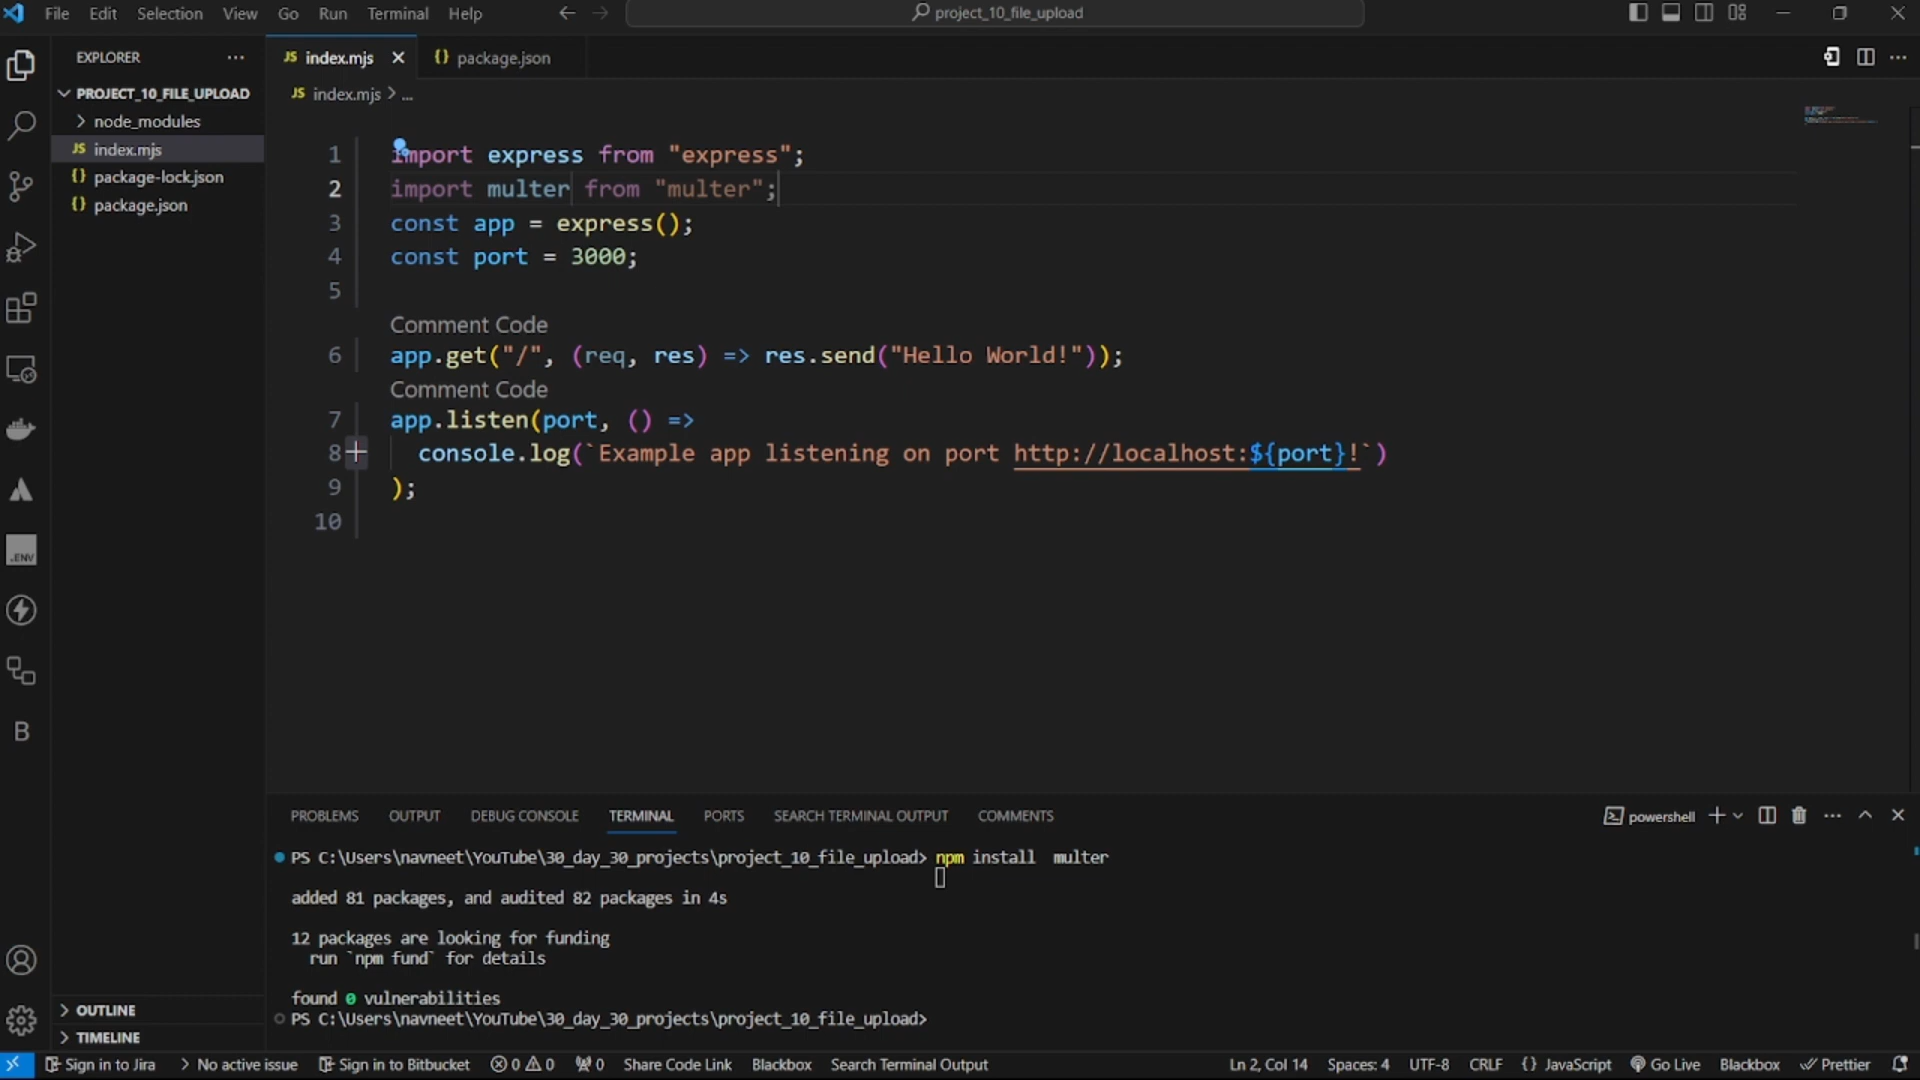 File Edit Selection View Go Run Terminal Help
project_10_file_upload
EXPLORER
PROJECT_10_FILE_UPLOAD
node_modules
JS index.mjs
{} package-lock.json
{} package.json
JS index.mjs
{} package.json
JS index.mjs > ...
1 import express from "express";
2 import multer from "multer";
3 const app = express();
4 const port = 3000;
5
Comment Code
6 app.get("/", (req, res) => res.send("Hello World!"));
Comment Code
7 app.listen(port, () =>
8 console.log(`Example app listening on port http://localhost:${port}!`)
9 );
10
.ENV
B
OUTLINE
TIMELINE
PROBLEMS OUTPUT DEBUG CONSOLE TERMINAL PORTS SEARCH TERMINAL OUTPUT COMMENTS
powershell
PS C:\Users\navneet\YouTube\30_day_30_projects\project_10_file_upload> npm install  multer
added 81 packages, and audited 82 packages in 4s
12 packages are looking for funding
run `npm fund` for details
found 0 vulnerabilities
PS C:\Users\navneet\YouTube\30_day_30_projects\project_10_file_upload>
Sign in to Jira > No active issue Sign in to Bitbucket 0 0 0 Share Code Link Blackbox Search Terminal Output Ln 2, Col 14 Spaces: 4 UTF-8 CRLF {} JavaScript Go Live Blackbox Prettier